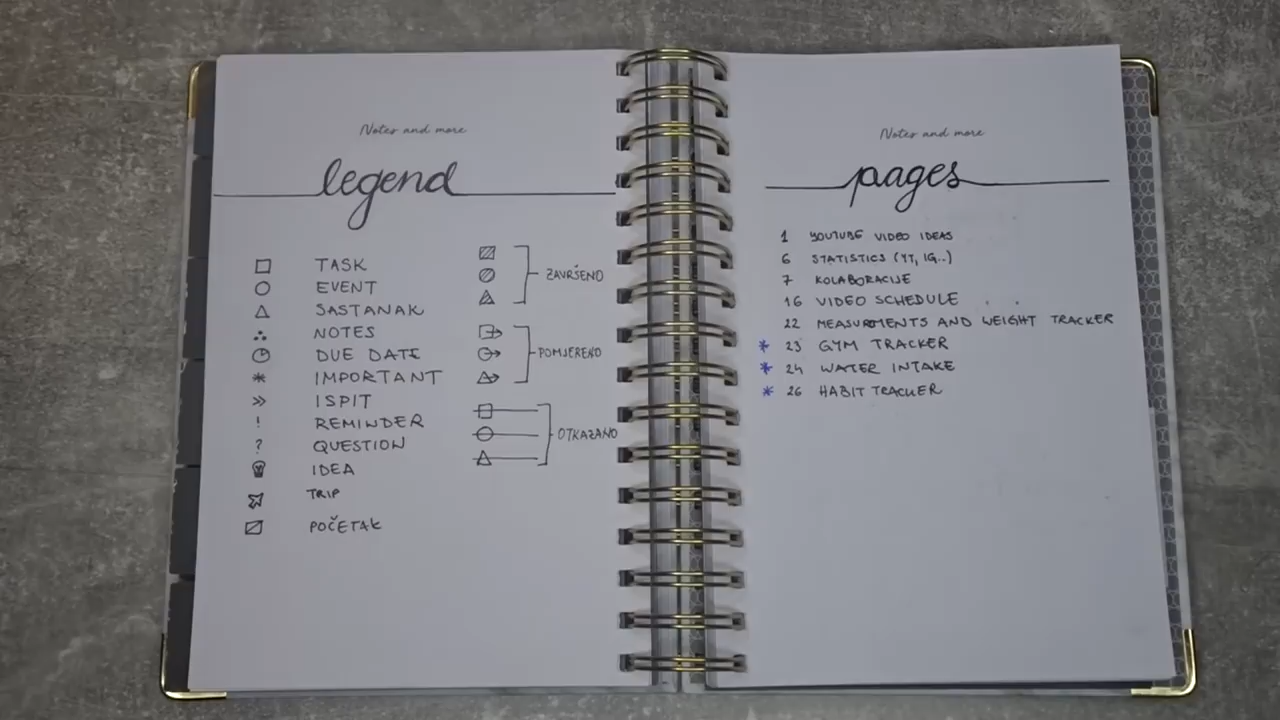 Notes and more
legend
TASK
EVENT
SASTANAK
NOTES
DUE DATE
* IMPORTANT
» ISPIT
! REMINDER
? QUESTION
IDEA
TRIP
POČETAK
ZAVRŠENO
POMJERENO
OTKAZANO
Notes and more
pages
1 YOUTUBE VIDEO IDEAS
6 STATISTICS (YT, IG..)
7 KOLABORACIJE
16 VIDEO SCHEDULE
22 MEASURMENTS AND WEIGHT TRACKER
* 23 GYM TRACKER
* 24 WATER INTAKE
* 26 HABIT TRACKER